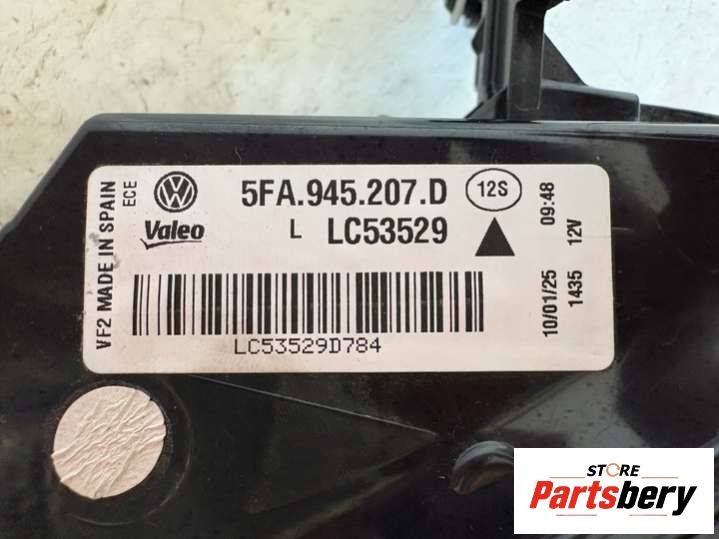 VF2 MADE IN SPAIN
ECE
VW
Valeo
5FA.945.207.D
12S
L LC53529
LC53529D784
10/01/25 09:48
1435 12V
STORE
Partsbery